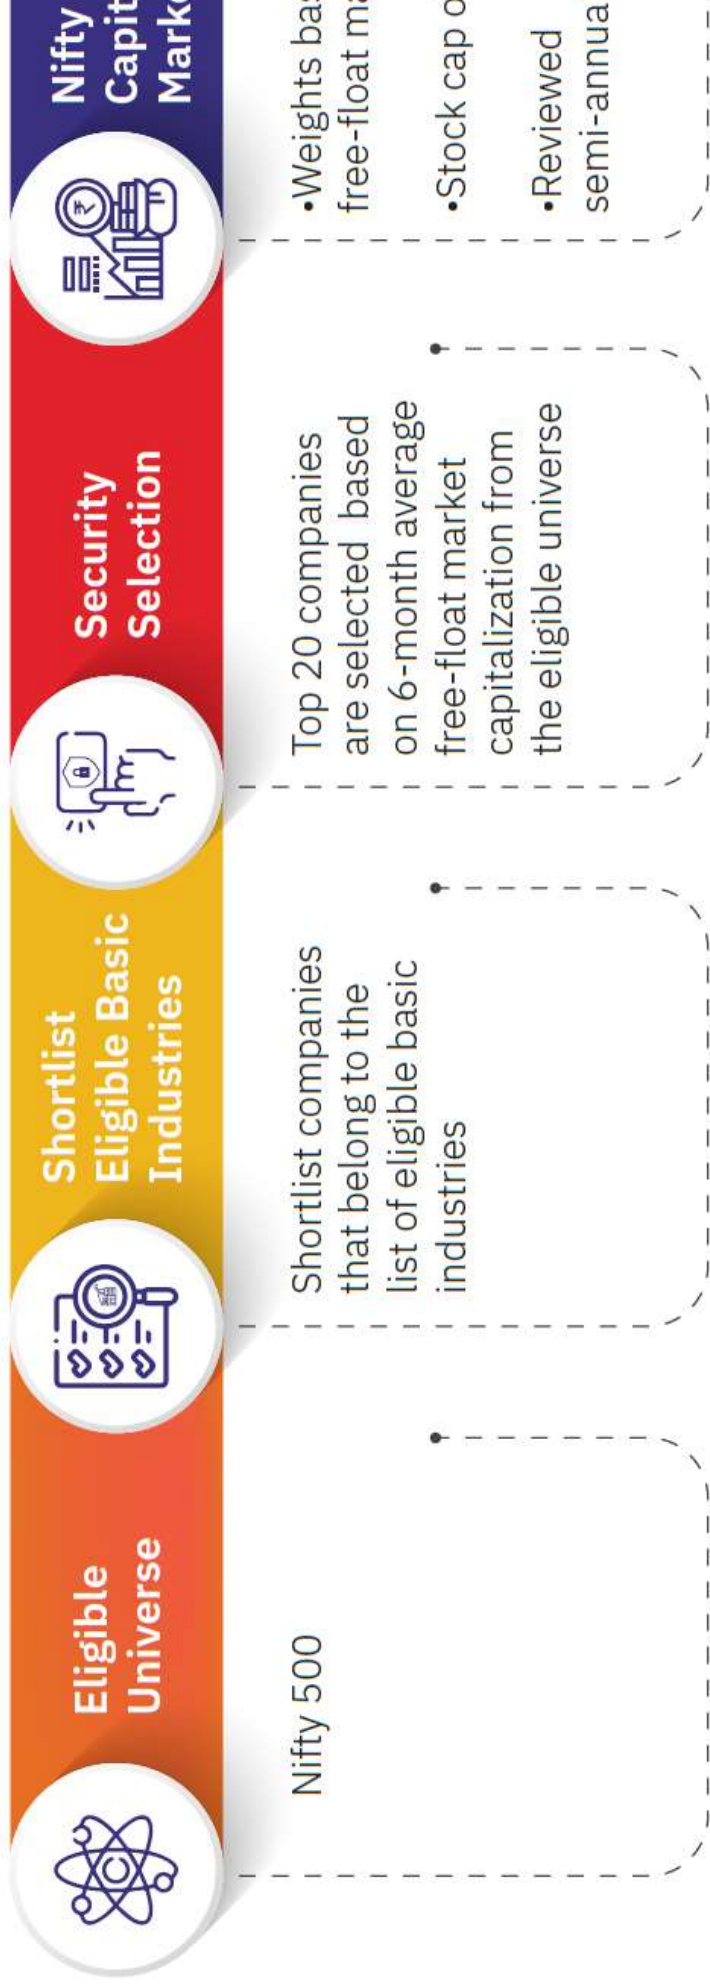 Eligible
Universe
Nifty 500
Shortlist
Eligible Basic
Industries
Shortlist companies
that belong to the
list of eligible basic
industries
Security
Selection
Top 20 companies
are selected based
on 6-month average
free-float market
capitalization from
the eligible universe
Nifty
•Weights
free-float
•Stock cap
•Reviewed
₹
C